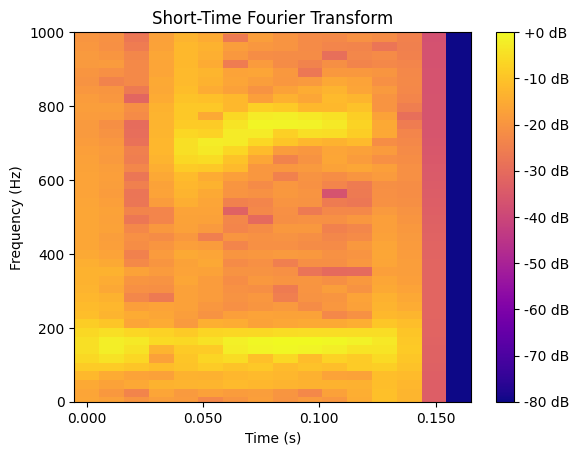 Short-Time Fourier Transform
1000
800
600
400
200
0
Frequency (Hz)
0.000
0.050
0.100
0.150
Time (s)
+0 dB
-10 dB
-20 dB
-30 dB
-40 dB
-50 dB
-60 dB
-70 dB
-80 dB